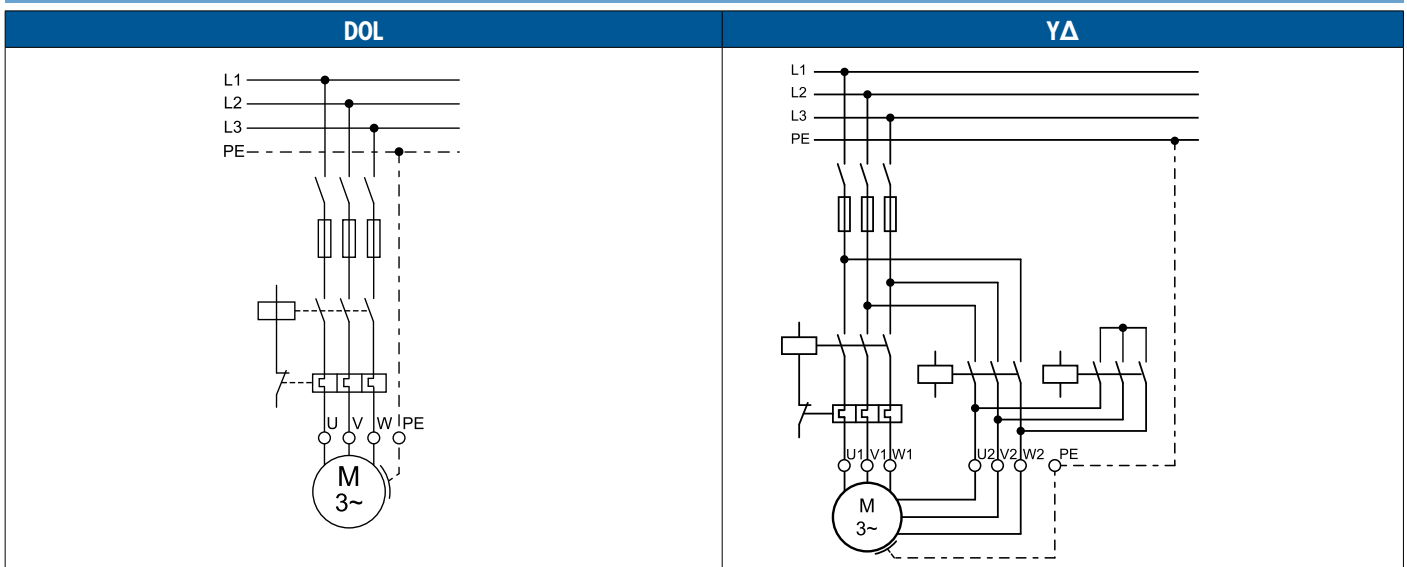 DOL
YΔ
L1
L2
L3
PE
U V W PE
M
3~
L1
L2
L3
PE
U1 V1 W1 U2 V2 W2 PE
M
3~